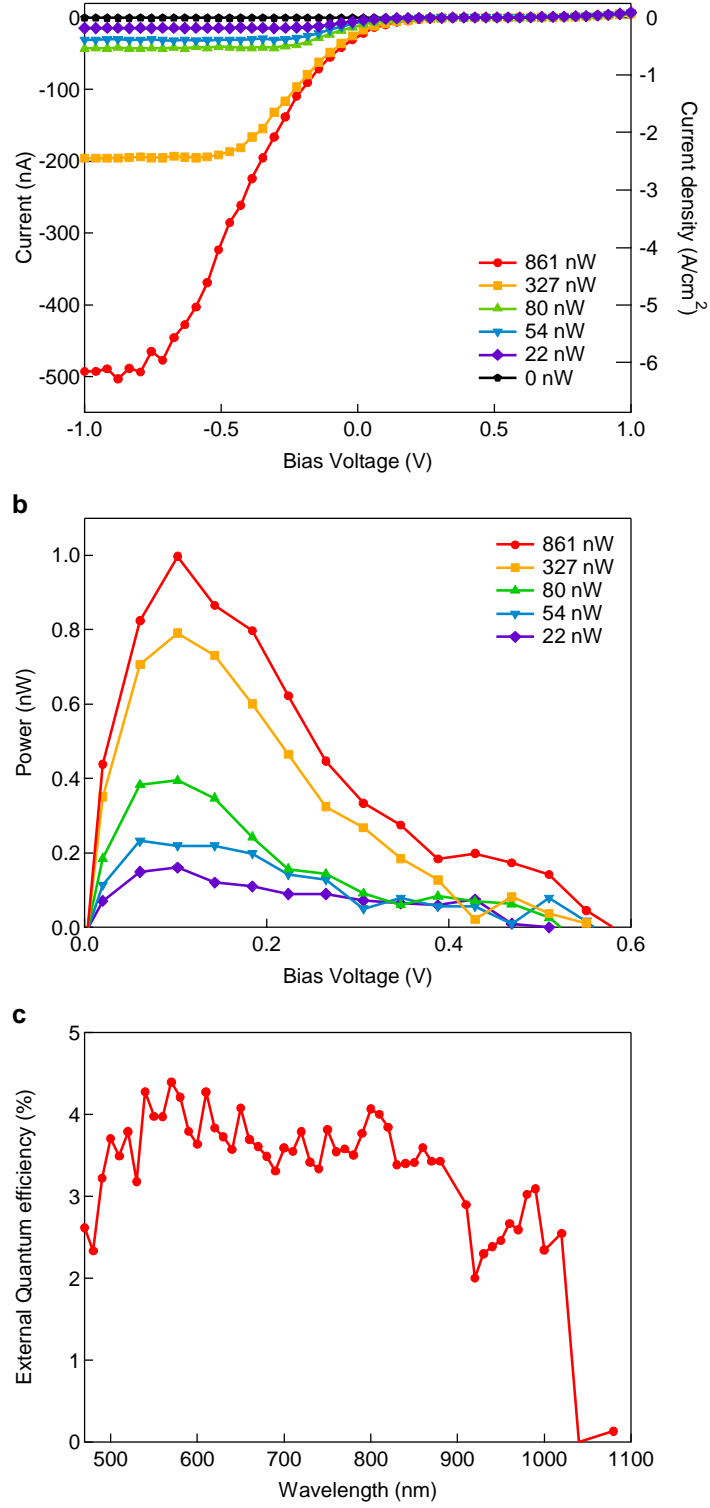 0
-100
-200
-300
-400
-500
Current (nA)
0
-1
-2
-3
-4
-5
-6
Current density (A/cm²)
861 nW
327 nW
80 nW
54 nW
22 nW
0 nW
-1.0
-0.5
0.0
0.5
1.0
Bias Voltage (V)
b
1.0
0.8
0.6
0.4
0.2
0.0
Power (nW)
861 nW
327 nW
80 nW
54 nW
22 nW
0.0
0.2
0.4
0.6
Bias Voltage (V)
c
5
4
3
2
1
0
External Quantum efficiency (%)
500
600
700
800
900
1000
1100
Wavelength (nm)